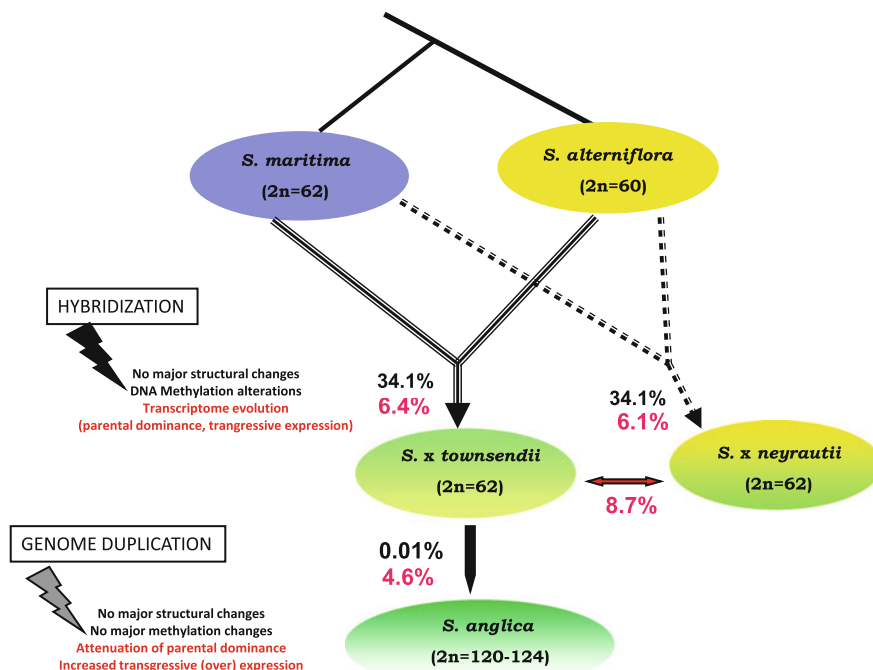 S. maritima
(2n=62)
S. alterniflora
(2n=60)
HYBRIDIZATION
No major structural changes
DNA Methylation alterations
Transcriptome evolution
(parental dominance, trangressive expression)
34.1%
6.4%
34.1%
6.1%
S. x townsendii
(2n=62)
S. x neyrautii
(2n=62)
8.7%
GENOME DUPLICATION
No major structural changes
No major methylation changes
Attenuation of parental dominance
Increased transgressive (over) expression
0.01%
4.6%
S. anglica
(2n=120-124)